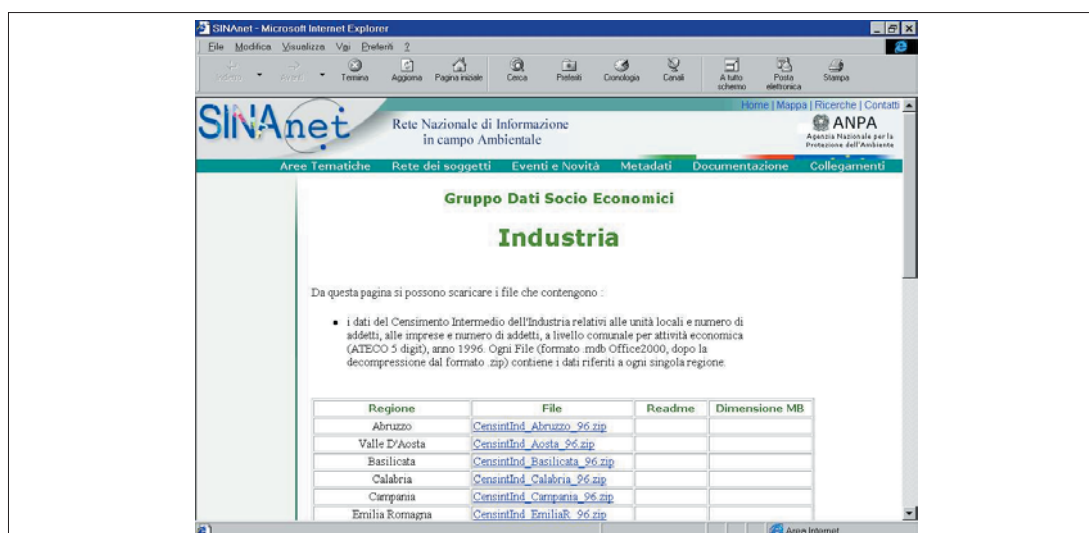 SINAnet - Microsoft Internet Explorer
File Modifica Visualizza Vai Preferiti ?
Indietro Avanti Termina Aggiorna Pagina iniziale Cerca Preferiti Cronologia Canali A tutto schermo Posta elettronica Stampa
Home | Mappa | Ricerche | Contatti
SINAnet
Rete Nazionale di Informazione
in campo Ambientale
ANPA
Agenzia Nazionale per la
Protezione dell'Ambiente
Aree Tematiche Rete dei soggetti Eventi e Novità Metadati Documentazione Collegamenti
Gruppo Dati Socio Economici
Industria
Da questa pagina si possono scaricare i file che contengono :
• i dati del Censimento Intermedio dell'Industria relativi alle unità locali e numero di
addetti, alle imprese e numero di addetti, a livello comunale per attività economica
(ATECO 5 digit), anno 1996. Ogni File (formato .mdb Office2000, dopo la
decompressione dal formato .zip) contiene i dati riferiti a ogni singola regione.
Regione File Readme Dimensione MB
Abruzzo CensintInd_Abruzzo_96.zip
Valle D'Aosta CensintInd_Aosta_96.zip
Basilicata CensintInd_Basilicata_96.zip
Calabria CensintInd_Calabria_96.zip
Campania CensintInd_Campania_96.zip
Emilia Romagna CensintInd_EmiliaR_96.zip
Area Internet